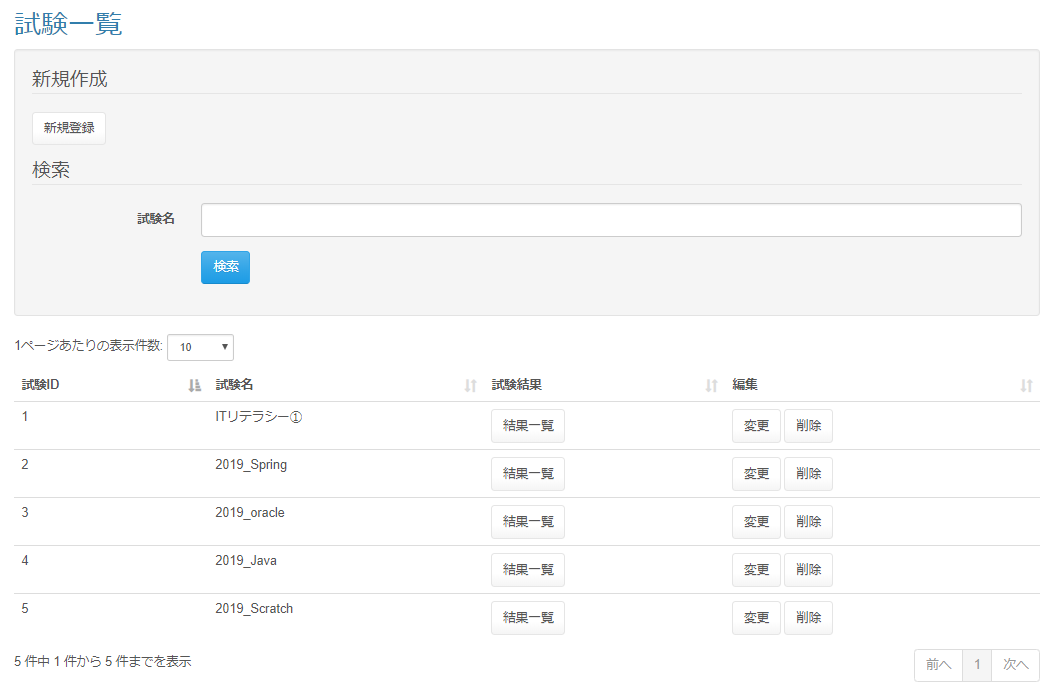 試験一覧
新規作成
新規登録
検索
試験名
検索
1ページあたりの表示件数: 10
試験ID 試験名 試験結果 編集
1 ITリテラシー① 結果一覧 変更 削除
2 2019_Spring 結果一覧 変更 削除
3 2019_oracle 結果一覧 変更 削除
4 2019_Java 結果一覧 変更 削除
5 2019_Scratch 結果一覧 変更 削除
5 件中 1 件から 5 件までを表示 前へ 1 次へ